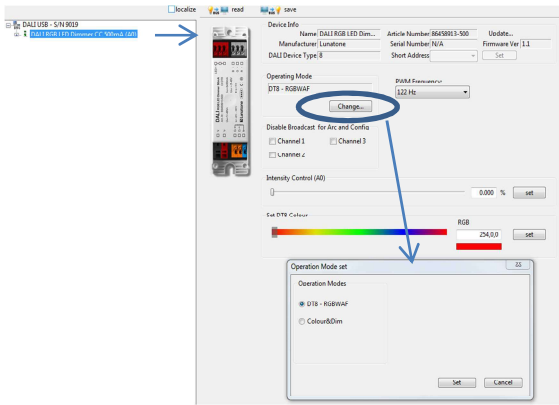 localize
read
save
DALI USB - S/N 9019
DALI RGB LED Dimmer CC 500mA (A0)
Device Info
Name DALI RGB LED Dim... Article Number 86458913-500 Update...
Manufacturer Lunatone Serial Number N/A Firmware Ver 1.1
DALI Device Type 8 Short Address Set
Operating Mode
PWM Frequency
DT8 - RGBWAF
122 Hz
Change...
Disable Broadcast for Arc and Config
Channel 1 Channel 3
Channel 2
Intensity Control (A0)
0.000 % set
Set DT8 Colour
RGB
254,0,0 set
Operation Mode set
Operation Modes
DT8 - RGBWAF
Colour&Dim
Set Cancel